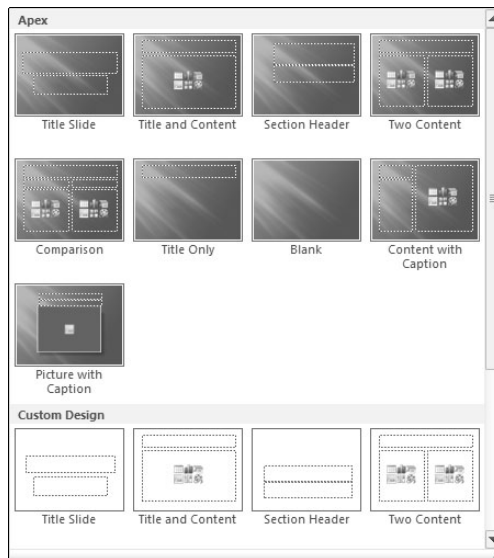 Apex
Title Slide
Title and Content
Section Header
Two Content
Comparison
Title Only
Blank
Content with
Caption
Picture with
Caption
Custom Design
Title Slide
Title and Content
Section Header
Two Content